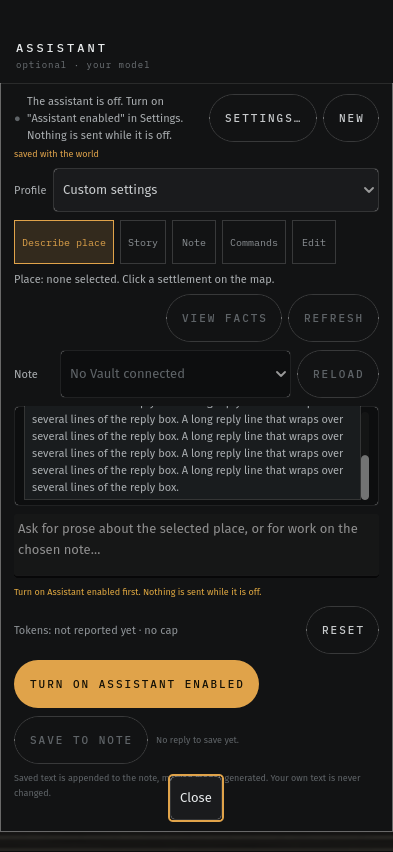 ASSISTANT
optional · your model
The assistant is off. Turn on
"Assistant enabled" in Settings.
Nothing is sent while it is off.
SETTINGS…
NEW
saved with the world
Profile
Custom settings
Describe place
Story
Note
Commands
Edit
Place: none selected. Click a settlement on the map.
VIEW FACTS
REFRESH
Note
No Vault connected
RELOAD
several lines of the reply box. A long reply line that wraps over
several lines of the reply box. A long reply line that wraps over
several lines of the reply box. A long reply line that wraps over
several lines of the reply box. A long reply line that wraps over
several lines of the reply box.
Ask for prose about the selected place, or for work on the
chosen note…
Turn on Assistant enabled first. Nothing is sent while it is off.
Tokens: not reported yet · no cap
RESET
TURN ON ASSISTANT ENABLED
SAVE TO NOTE
No reply to save yet.
Saved text is appended to the note, generated. Your own text is never
changed.
Close